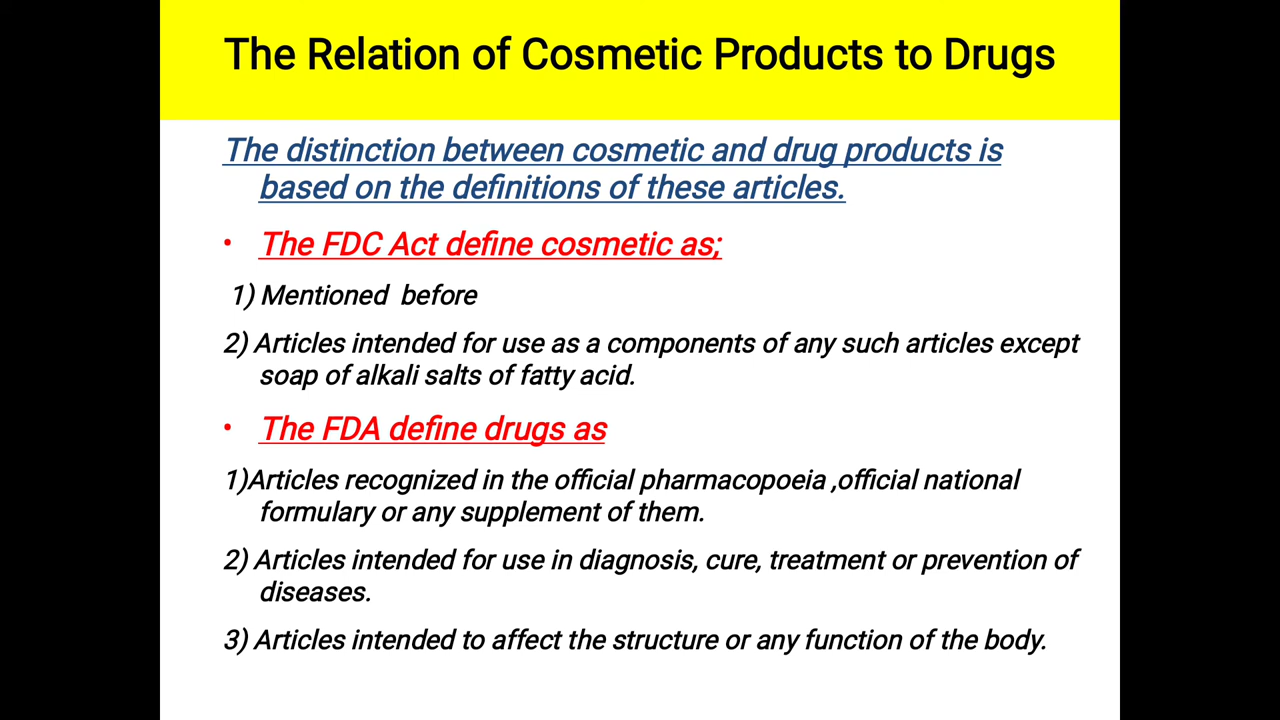 The Relation of Cosmetic Products to Drugs
The distinction between cosmetic and drug products is
based on the definitions of these articles.
• The FDC Act define cosmetic as;
1) Mentioned before
2) Articles intended for use as a components of any such articles except
soap of alkali salts of fatty acid.
• The FDA define drugs as
1)Articles recognized in the official pharmacopoeia ,official national
formulary or any supplement of them.
2) Articles intended for use in diagnosis, cure, treatment or prevention of
diseases.
3) Articles intended to affect the structure or any function of the body.